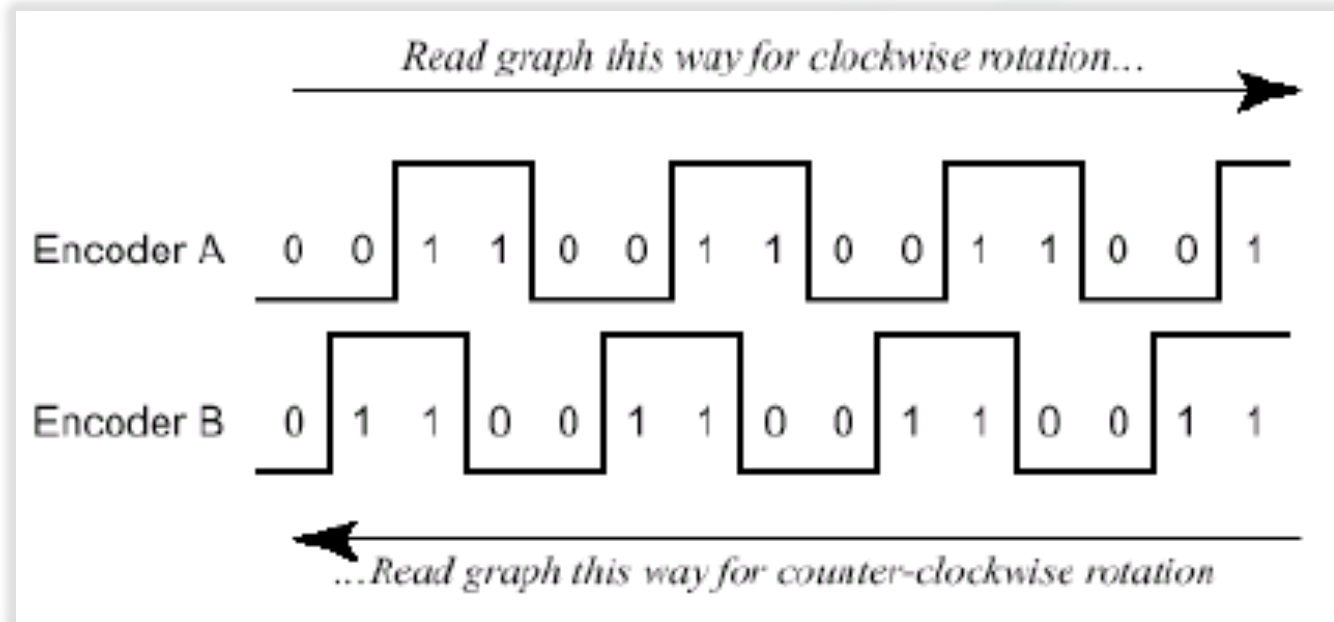 Read graph this way for clockwise rotation...
Encoder A 0 0 1 1 0 0 1 1 0 0 1 1 0 0 1
Encoder B 0 1 1 0 0 1 1 0 0 1 1 0 0 1 1
...Read graph this way for counter-clockwise rotation